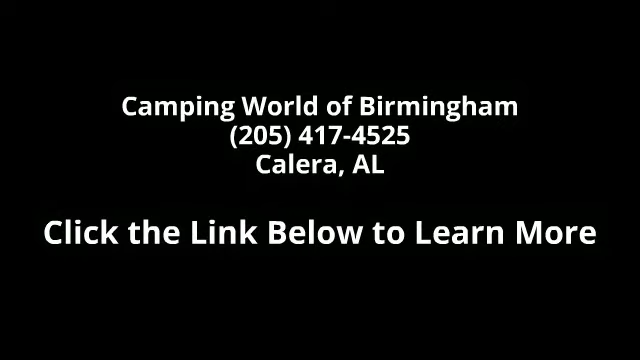 Camping World of Birmingham
(205) 417-4525
Calera, AL
Click the Link Below to Learn More